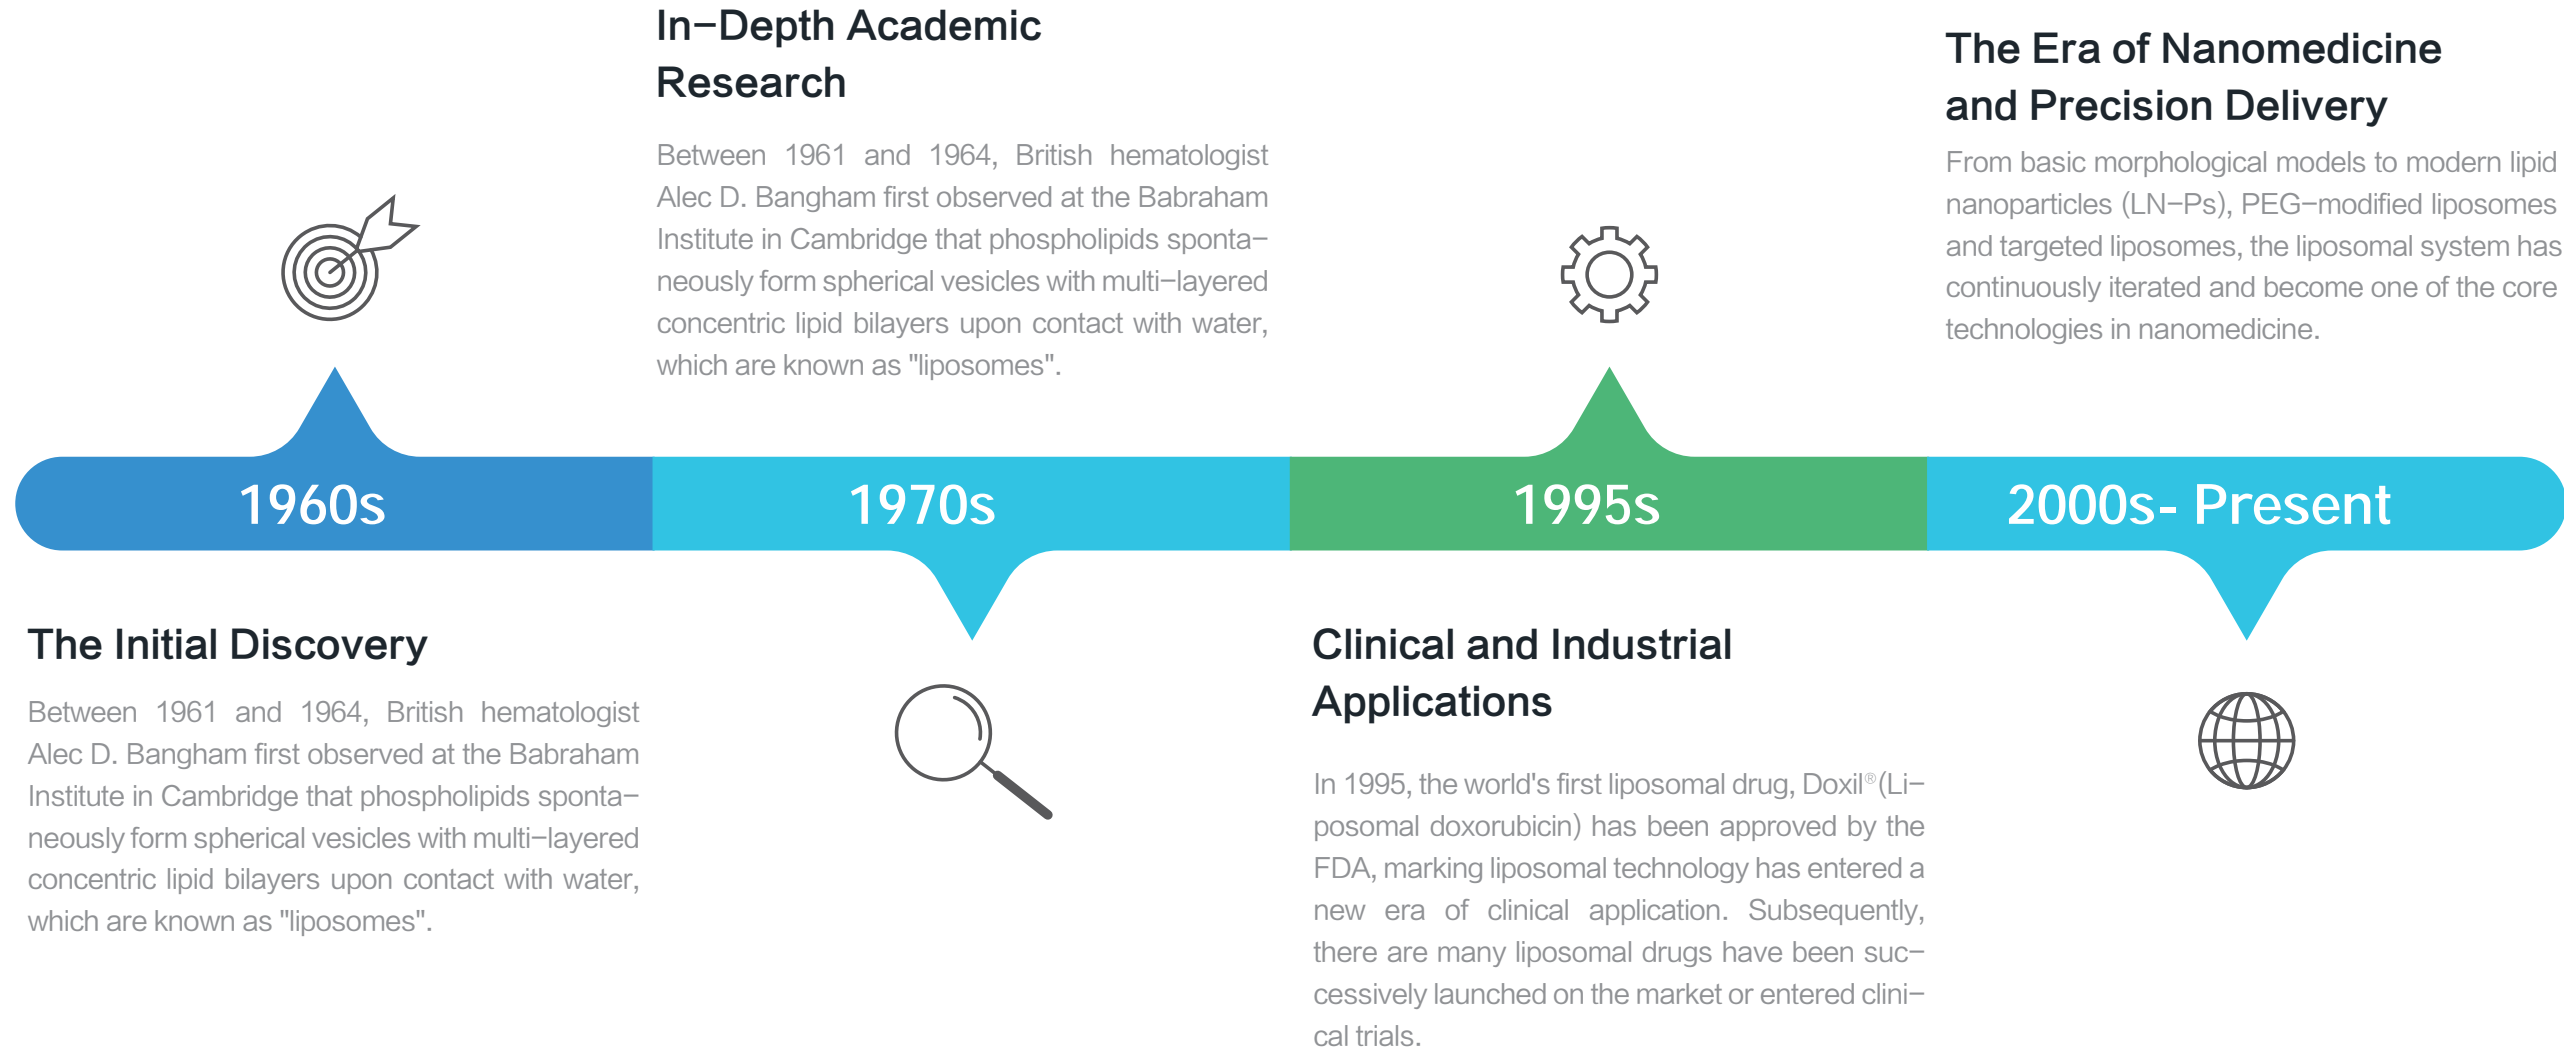 In-Depth Academic
Research
Between 1961 and 1964, British hematologist
Alec D. Bangham first observed at the Babraham
Institute in Cambridge that phospholipids sponta-
neously form spherical vesicles with multi-layered
concentric lipid bilayers upon contact with water,
which are known as "liposomes".
The Era of Nanomedicine
and Precision Delivery
From basic morphological models to modern lipid
nanoparticles (LN-Ps), PEG-modified liposomes
and targeted liposomes, the liposomal system has
continuously iterated and become one of the core
technologies in nanomedicine.
1960s
1970s
1995s
2000s- Present
The Initial Discovery
Between 1961 and 1964, British hematologist
Alec D. Bangham first observed at the Babraham
Institute in Cambridge that phospholipids sponta-
neously form spherical vesicles with multi-layered
concentric lipid bilayers upon contact with water,
which are known as "liposomes".
Clinical and Industrial
Applications
In 1995, the world's first liposomal drug, Doxil®(Li-
posomal doxorubicin) has been approved by the
FDA, marking liposomal technology has entered a
new era of clinical application. Subsequently,
there are many liposomal drugs have been suc-
cessively launched on the market or entered clini-
cal trials.